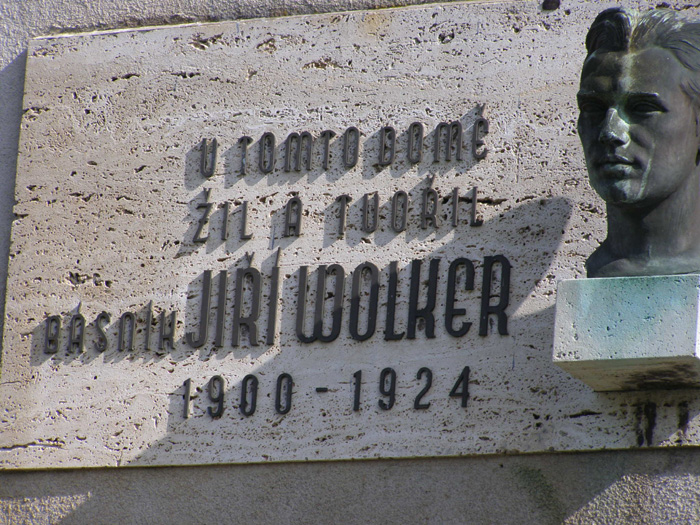 U TOMTO DOMĚ
ŽIL A TVOŘIL
BÁSNÍK JIŘÍ WOLKER
1900 - 1924